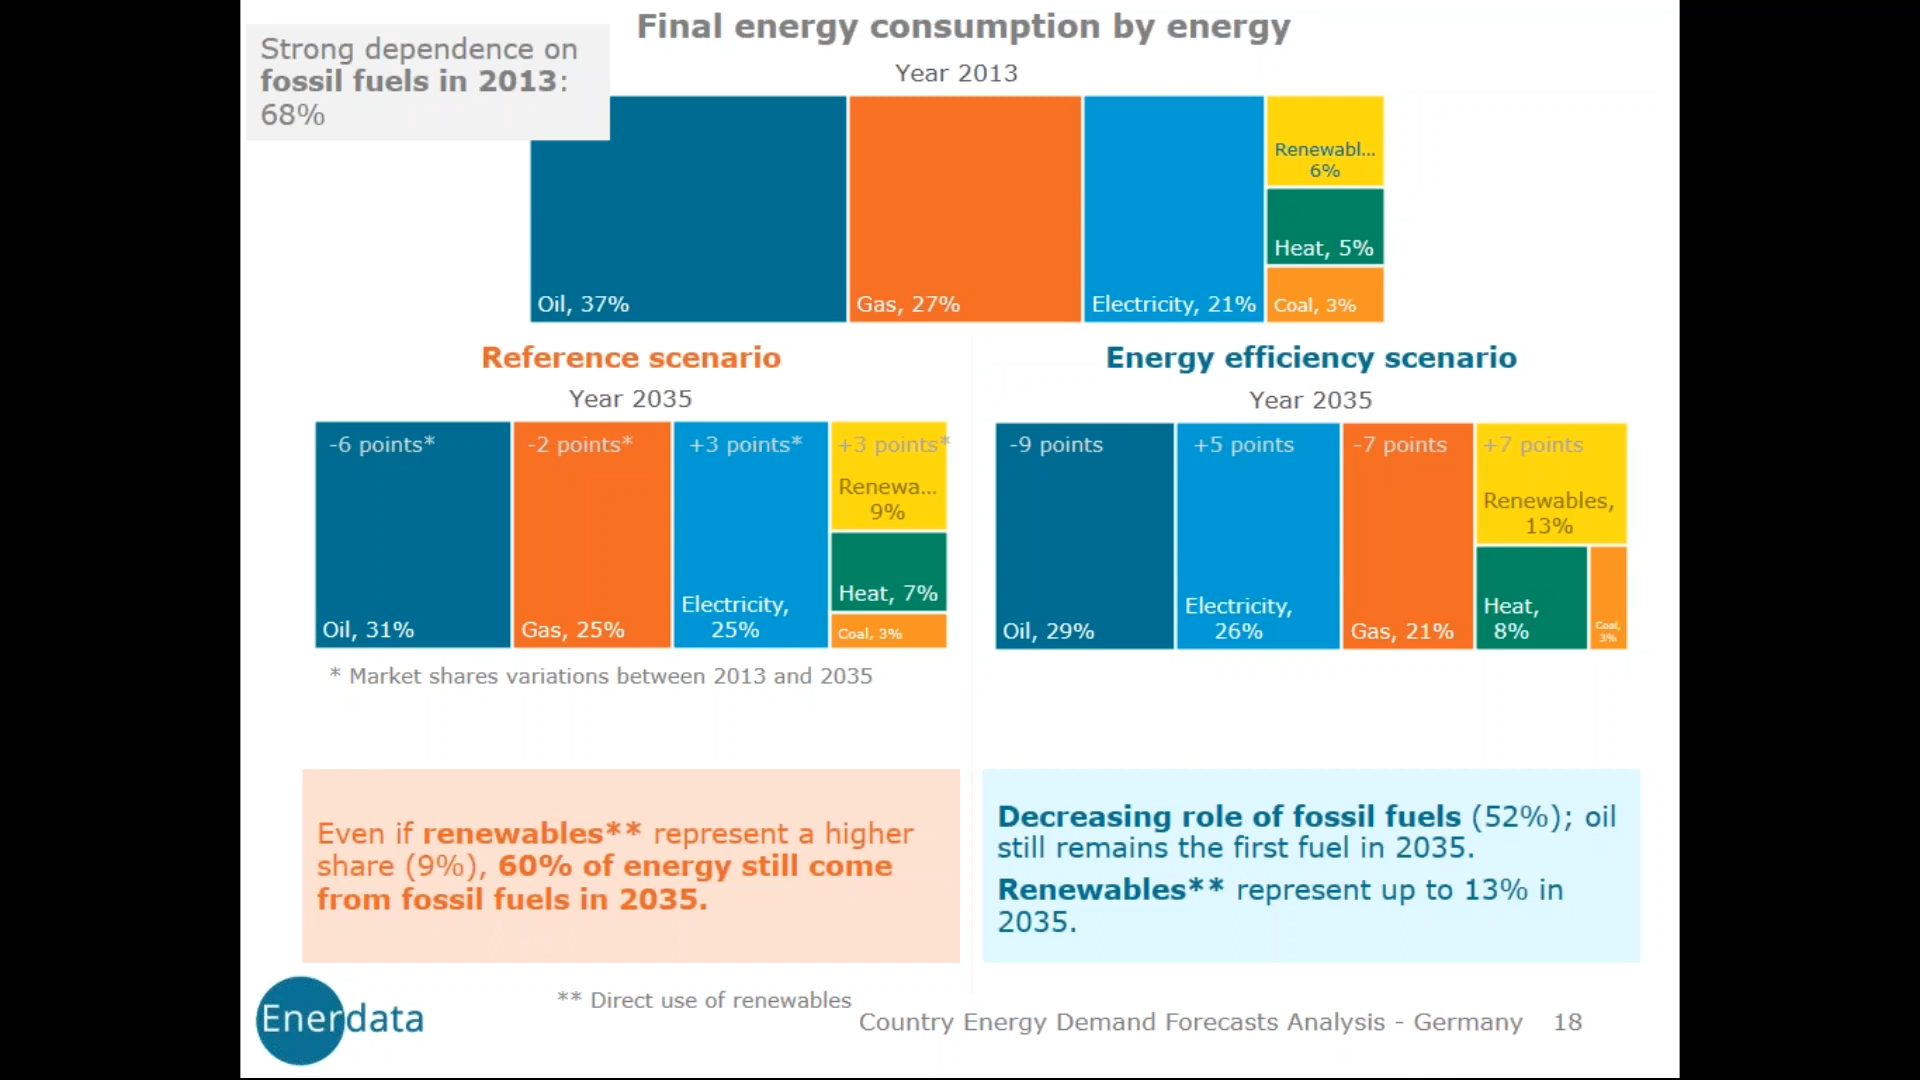 Final energy consumption by energy
Strong dependence on
fossil fuels in 2013:
68%
Year 2013
Oil, 37%
Gas, 27%
Electricity, 21%
Renewabl...
6%
Heat, 5%
Coal, 3%
Reference scenario
Year 2035
-6 points*
Oil, 31%
-2 points*
Gas, 25%
+3 points*
Electricity,
25%
+3 points*
Renewa...
9%
Heat, 7%
Coal, 3%
* Market shares variations between 2013 and 2035
Energy efficiency scenario
Year 2035
-9 points
Oil, 29%
+5 points
Electricity,
26%
-7 points
Gas, 21%
+7 points
Renewables,
13%
Heat,
8%
Coal,
3%
Even if renewables** represent a higher
share (9%), 60% of energy still come
from fossil fuels in 2035.
Decreasing role of fossil fuels (52%); oil
still remains the first fuel in 2035.
Renewables** represent up to 13% in
2035.
Enerdata
** Direct use of renewables
Country Energy Demand Forecasts Analysis - Germany 18